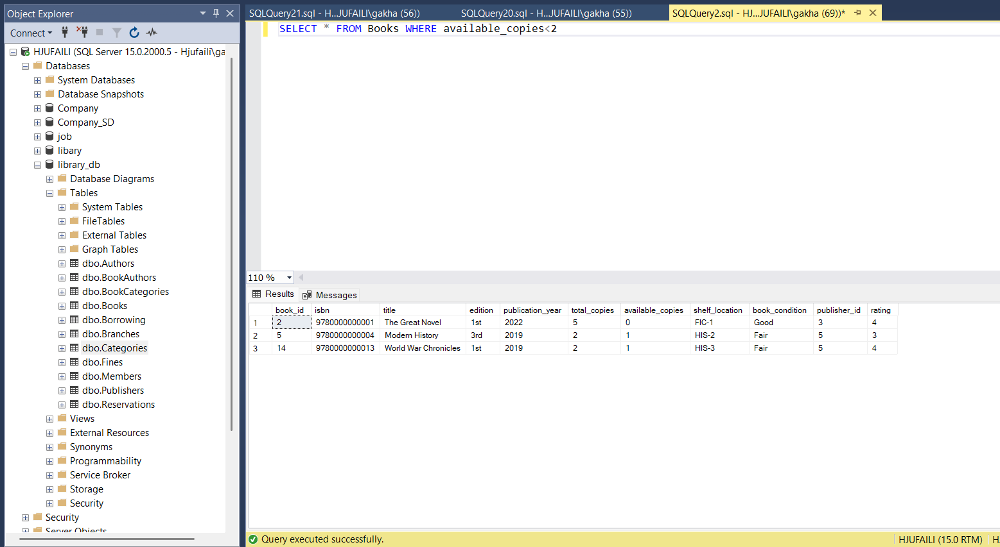 Object Explorer
Connect
HJUFAILI (SQL Server 15.0.2000.5 - Hjufaili\ga
Databases
System Databases
Database Snapshots
Company
Company_SD
job
libary
library_db
Database Diagrams
Tables
System Tables
FileTables
External Tables
Graph Tables
dbo.Authors
dbo.BookAuthors
dbo.BookCategories
dbo.Books
dbo.Borrowing
dbo.Branches
dbo.Categories
dbo.Fines
dbo.Members
dbo.Publishers
dbo.Reservations
Views
External Resources
Synonyms
Programmability
Service Broker
Storage
Security
Security
Server Objects
SQLQuery21.sql - H...JUFAILI\gakha (56)) SQLQuery20.sql - H...JUFAILI\gakha (55)) SQLQuery2.sql - HJ...JUFAILI\gakha (69))*
SELECT * FROM Books WHERE available_copies<2
110 %
Results Messages
book_id isbn title edition publication_year total_copies available_copies shelf_location book_condition publisher_id rating
1 2 9780000000001 The Great Novel 1st 2022 5 0 FIC-1 Good 3 4
2 5 9780000000004 Modern History 3rd 2019 2 1 HIS-2 Fair 5 3
3 14 9780000000013 World War Chronicles 1st 2019 2 1 HIS-3 Fair 5 4
Query executed successfully. HJUFAILI (15.0 RTM) H